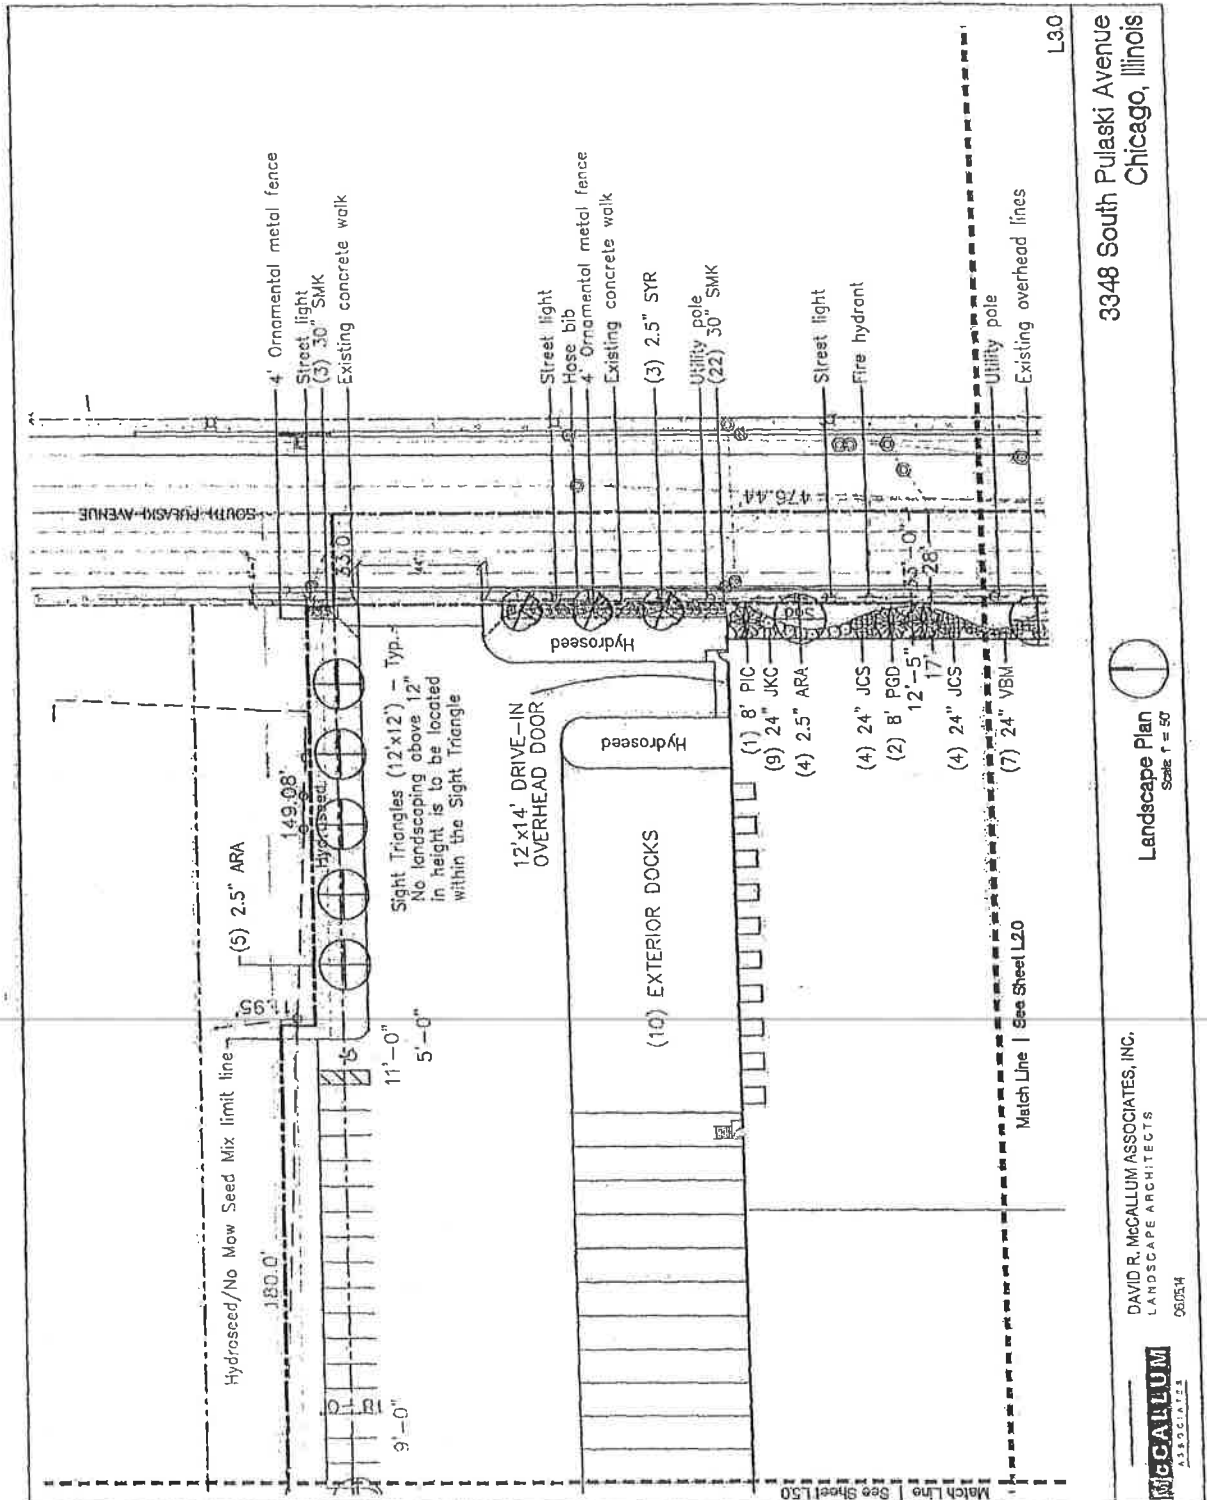 4' Ornamental metal fence
Street light
(3) 30" SMK
Existing concrete walk
Street light
Hose bib
4' Ornamental metal fence
Existing concrete walk
(3) 2.5" SYR
Utility pole
(22) 30" SMK
Street light
Fire hydrant
Utility pole
Existing overhead lines
SOUTH PULASKI AVENUE
33.0
44'
476.44
33'-0"
28'
Hydroseed
Sight Triangles (12'x12') – Typ.
No landscaping above 12"
in height is to be located
within the Sight Triangle
12'x14' DRIVE–IN
OVERHEAD DOOR
Hydroseed
Hydroseed
(1) 8' PIC
(9) 24" JKC
(4) 2.5" ARA
(4) 24" JCS
(2) 8' PGD
12'–5"
17'
(4) 24" JCS
(7) 24" VBM
149.08'
(5) 2.5" ARA
(10) EXTERIOR DOCKS
Hydroseed/No Mow Seed Mix limit line
11'–0"
5'–0"
180.0'
9'–0"
Match Line | See Sheet L2.0
Match Line | See Sheet L5.0
L3.0
3348 South Pulaski Avenue
Chicago, Illinois
Landscape Plan
Scale 1" = 50'
DAVID R. McCALLUM ASSOCIATES, INC.
LANDSCAPE ARCHITECTS
06.05.14
McCALLUM
ASSOCIATES